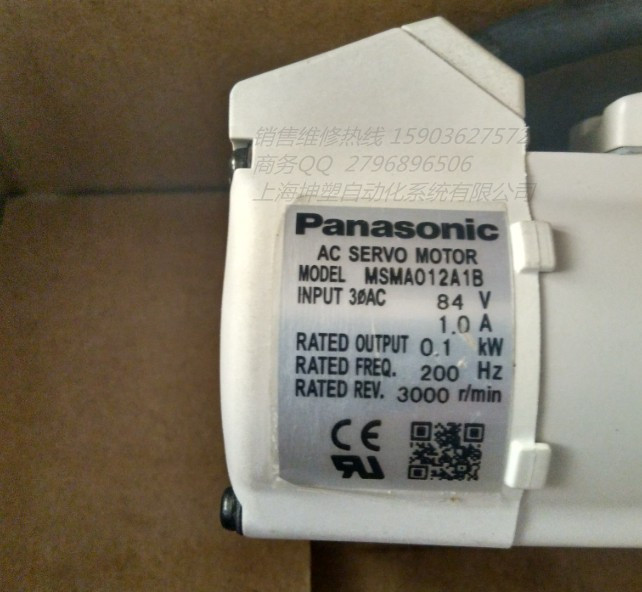 销售维修热线 15903627572
商务QQ 2796896506
上海坤塑自动化系统有限公司
Panasonic
AC SERVO MOTOR
MODEL MSMA012A1B
INPUT 3ØAC 84 V
1.0 A
RATED OUTPUT 0.1 kW
RATED FREQ. 200 Hz
RATED REV. 3000 r/min
CE
RU